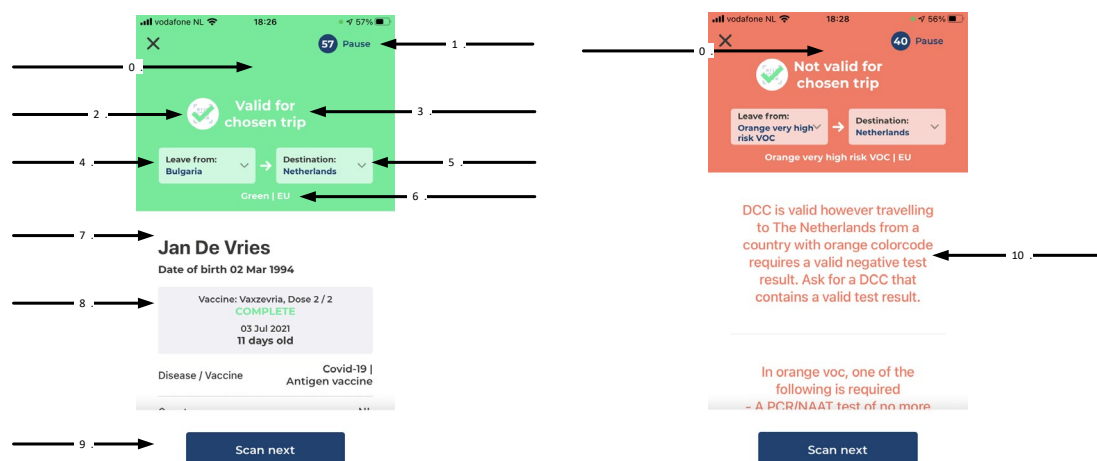 vodafone NL 18:26 57%
57 Pause
1 .
0 .
2 .
Valid for
chosen trip
3 .
4 .
Leave from:
Bulgaria
Destination:
Netherlands
5 .
Green | EU
6 .
7 .
Jan De Vries
Date of birth 02 Mar 1994
8 .
Vaccine: Vaxzevria, Dose 2 / 2
COMPLETE
03 Jul 2021
11 days old
Disease / Vaccine
Covid-19 |
Antigen vaccine
9 .
Scan next
vodafone NL 18:28 56%
40 Pause
0 .
Not valid for
chosen trip
Leave from:
Orange very high
risk VOC
Destination:
Netherlands
Orange very high risk VOC | EU
DCC is valid however travelling
to The Netherlands from a
country with orange colorcode
requires a valid negative test
result. Ask for a DCC that
contains a valid test result.
10 .
In orange voc, one of the
following is required
- A PCR/NAAT test of no more
Scan next